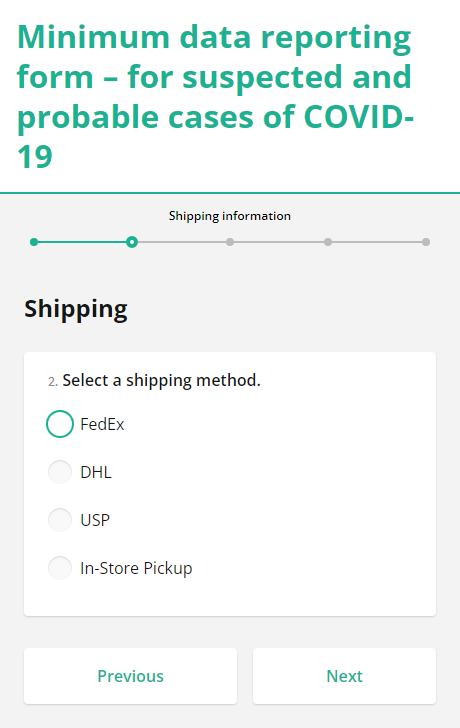 Minimum data reporting
form – for suspected and
probable cases of COVID-
19
Shipping information
Shipping
2. Select a shipping method.
FedEx
DHL
USP
In-Store Pickup
Previous
Next